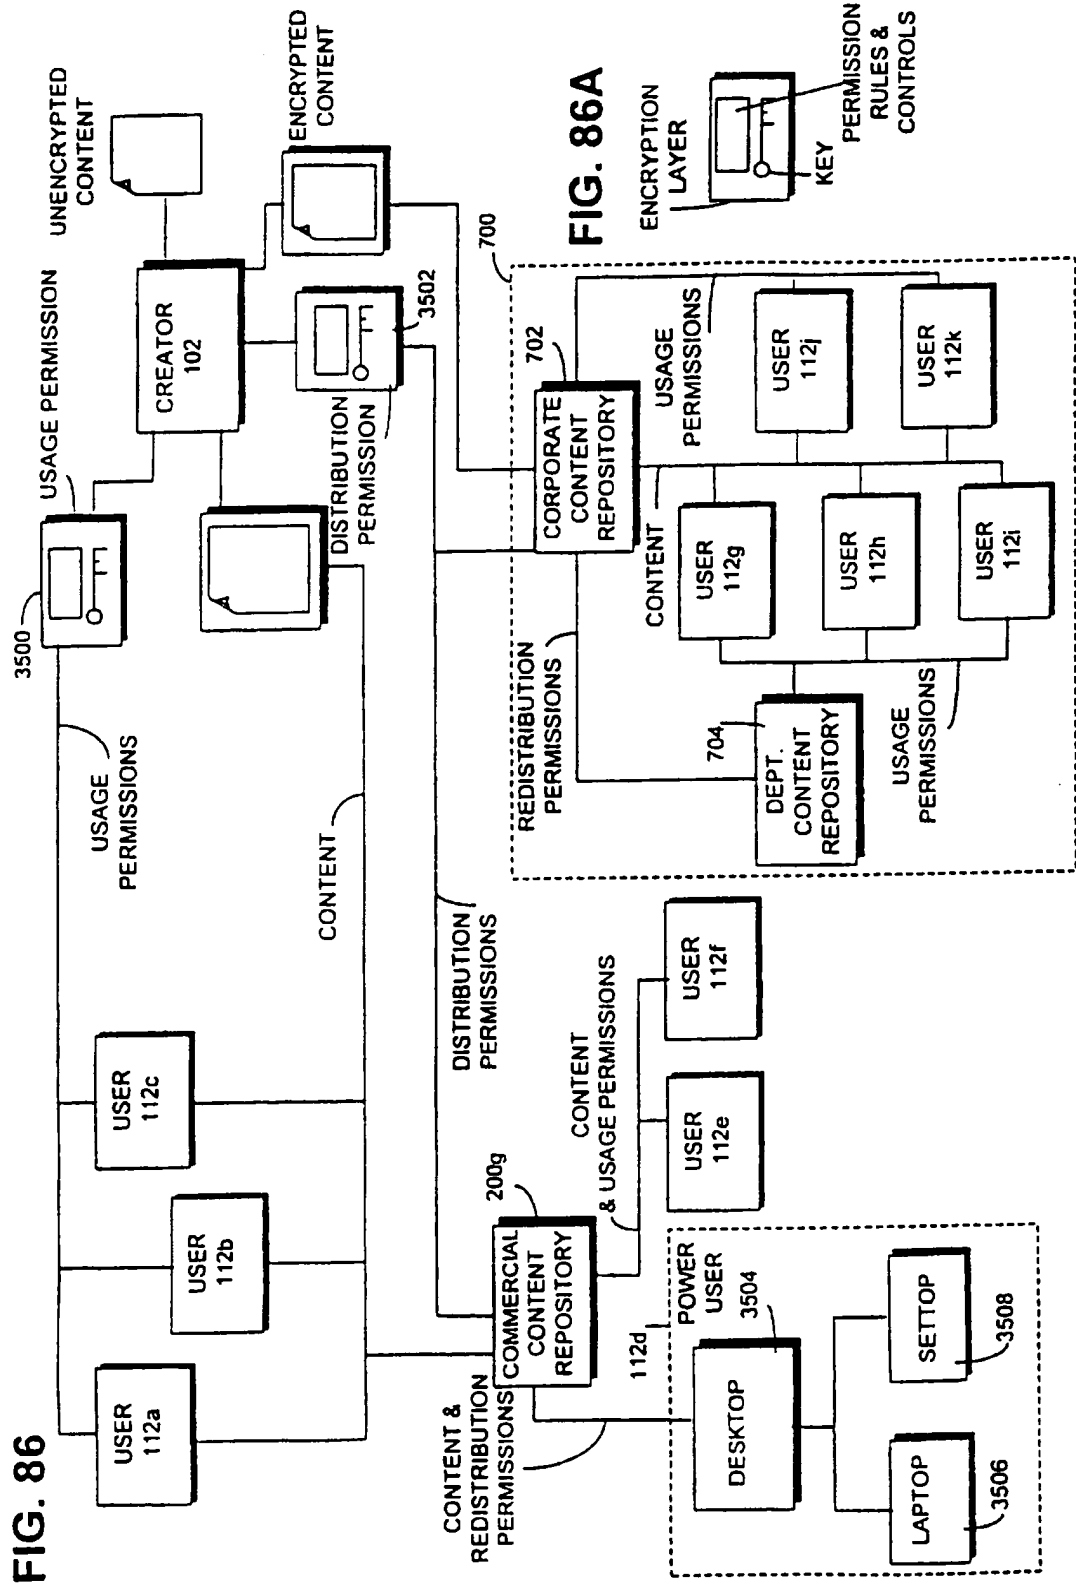 FIG. 86
3500
USAGE PERMISSION
UNENCRYPTED
CONTENT
CREATOR
102
ENCRYPTED
CONTENT
USAGE
PERMISSIONS
CONTENT
DISTRIBUTION
PERMISSION
3502
USER
112a
USER
112b
USER
112c
DISTRIBUTION
PERMISSIONS
CONTENT &
REDISTRIBUTION
PERMISSIONS
COMMERCIAL
CONTENT
REPOSITORY
200g
CONTENT
& USAGE PERMISSIONS
USER
112e
USER
112f
112d
POWER
USER
3504
DESKTOP
LAPTOP
3506
SETTOP
3508
700
702
CORPORATE
CONTENT
REPOSITORY
REDISTRIBUTION
PERMISSIONS
CONTENT
USAGE
PERMISSIONS
704
DEPT.
CONTENT
REPOSITORY
USER
112g
USER
112h
USER
112i
USER
112j
USER
112k
USAGE
PERMISSIONS
FIG. 86A
ENCRYPTION
LAYER
KEY
PERMISSION
RULES &
CONTROLS